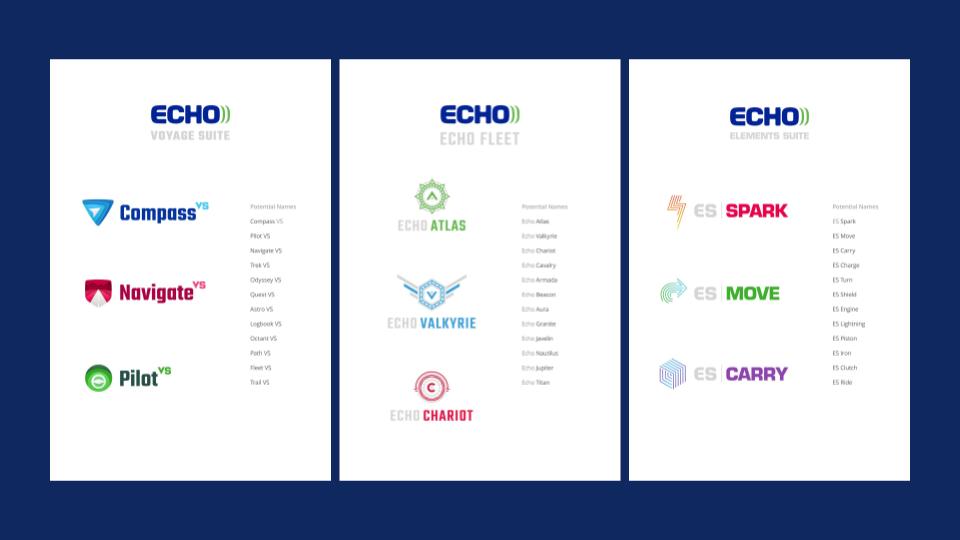 ECHO
VOYAGE SUITE
Compass VS
Navigate VS
Pilot VS
Potential Names
Compass VS
Pilot VS
Navigate VS
Trek VS
Odyssey VS
Quest VS
Astro VS
Logbook VS
Octant VS
Path VS
Fleet VS
Trail VS
ECHO
ECHO FLEET
ECHO ATLAS
ECHO VALKYRIE
C
ECHO CHARIOT
Potential Names
Echo Atlas
Echo Valkyrie
Echo Chariot
Echo Cavalry
Echo Armada
Echo Beacon
Echo Aura
Echo Granite
Echo Javelin
Echo Nautilus
Echo Jupiter
Echo Titan
ECHO
ELEMENTS SUITE
ES SPARK
ES MOVE
ES CARRY
Potential Names
ES Spark
ES Move
ES Carry
ES Charge
ES Turn
ES Shield
ES Engine
ES Lightning
ES Piston
ES Iron
ES Clutch
ES Ride